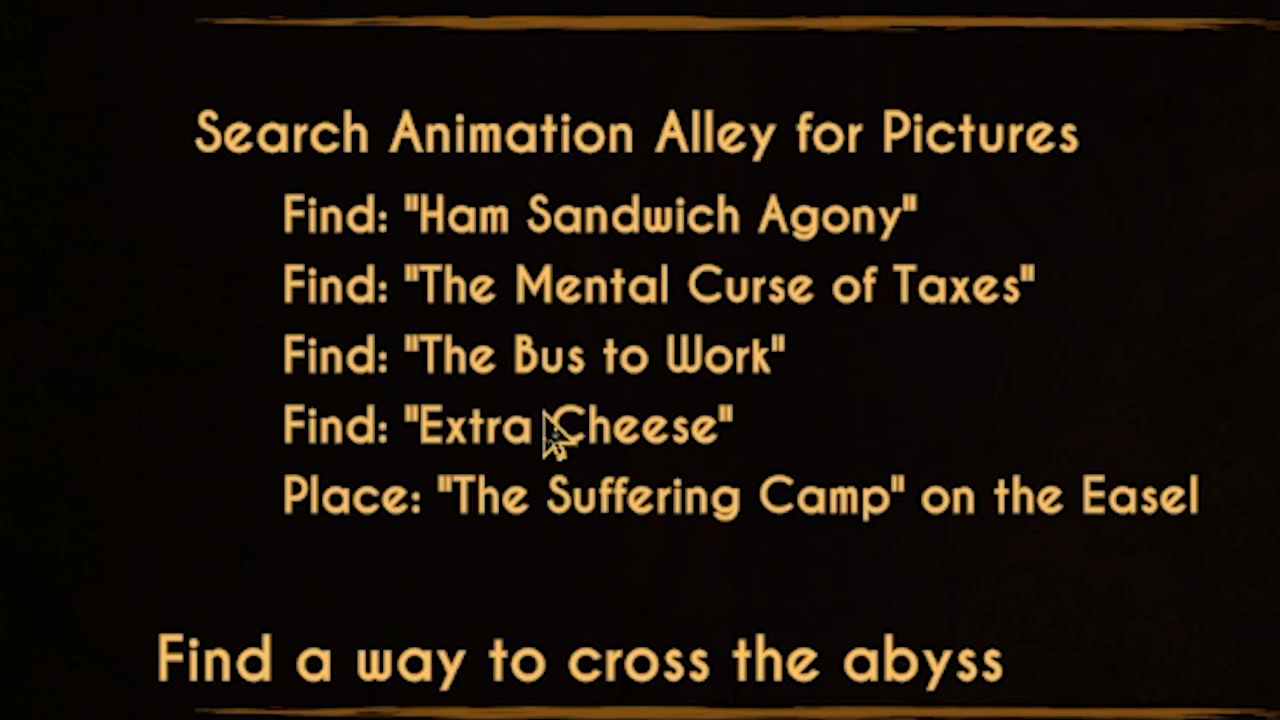 Search Animation Alley for Pictures
Find: "Ham Sandwich Agony"
Find: "The Mental Curse of Taxes"
Find: "The Bus to Work"
Find: "Extra Cheese"
Place: "The Suffering Camp" on the Easel
Find a way to cross the abyss